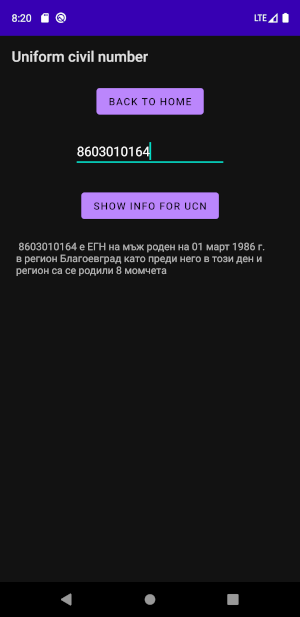 8:20
LTE
Uniform civil number
BACK TO HOME
8603010164
SHOW INFO FOR UCN
8603010164 е ЕГН на мъж роден на 01 март 1986 г.
в регион Благоевград като преди него в този ден и
регион са се родили 8 момчета